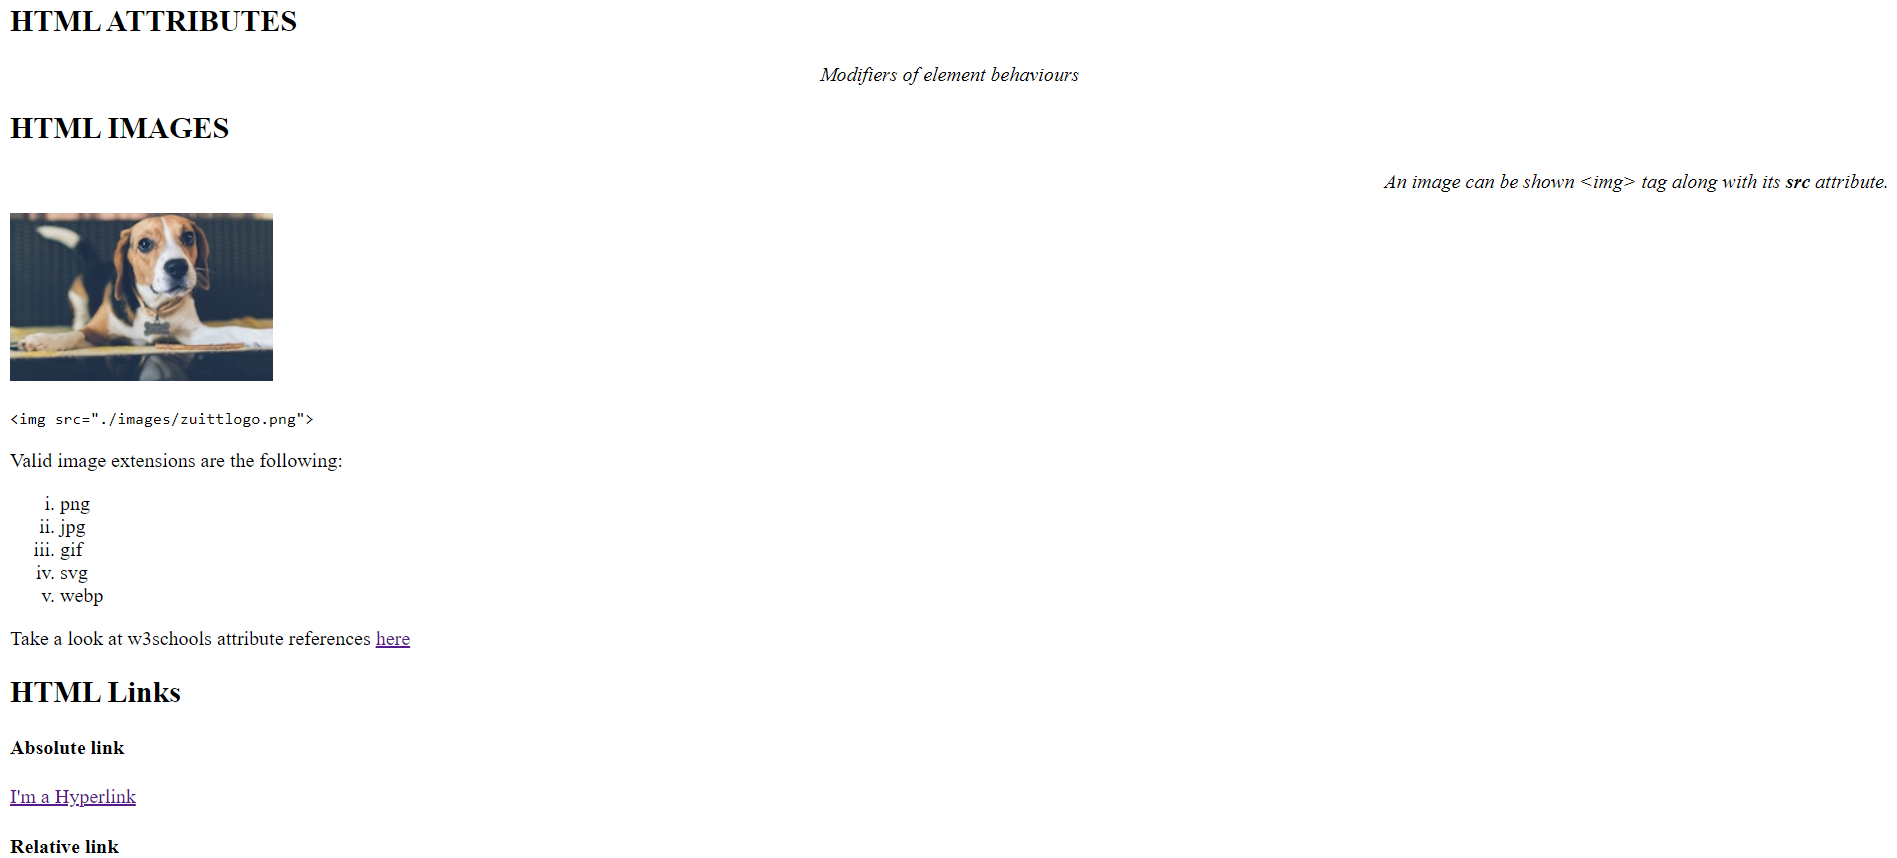 HTML ATTRIBUTES
Modifiers of element behaviours
HTML IMAGES
An image can be shown <img> tag along with its src attribute.
<img src="./images/zuittlogo.png">
Valid image extensions are the following:
i. png
ii. jpg
iii. gif
iv. svg
v. webp
Take a look at w3schools attribute references here
HTML Links
Absolute link
I'm a Hyperlink
Relative link